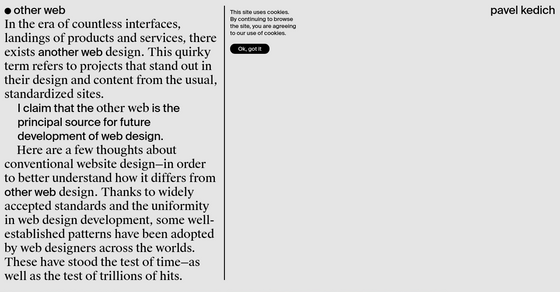 ● other web
In the era of countless interfaces,
landings of products and services, there
exists another web design. This quirky
term refers to projects that stand out in
their design and content from the usual,
standardized sites.
I claim that the other web is the
principal source for future
development of web design.
Here are a few thoughts about
conventional website design—in order
to better understand how it differs from
other web design. Thanks to widely
accepted standards and the uniformity
in web design development, some well-
established patterns have been adopted
by web designers across the worlds.
These have stood the test of time—as
well as the test of trillions of hits.
This site uses cookies.
By continuing to browse
the site, you are agreeing
to our use of cookies.
Ok, got it
pavel kedich